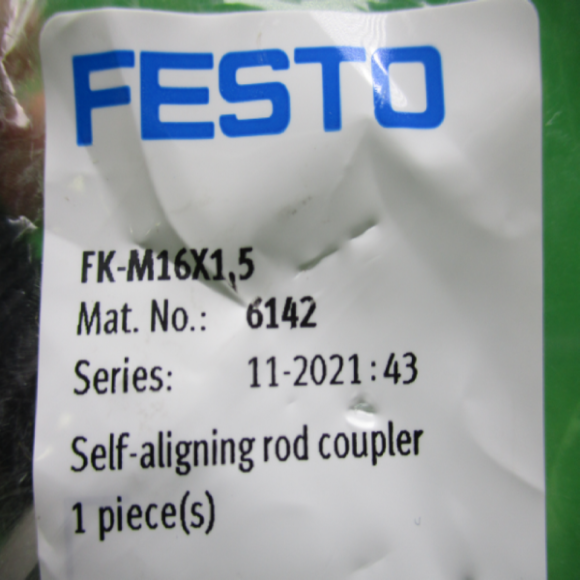 FESTO
FK-M16X1,5
Mat. No.: 6142
Series: 11-2021:43
Self-aligning rod coupler
1 piece(s)